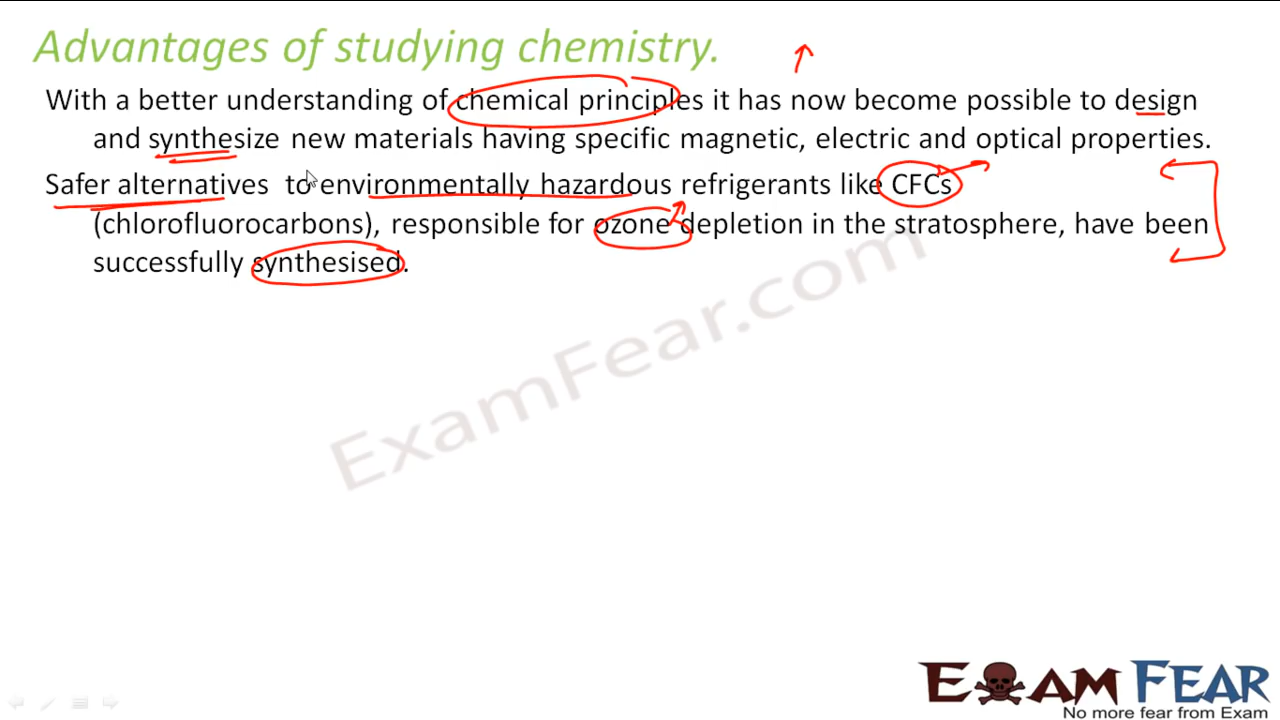 Advantages of studying chemistry.
With a better understanding of chemical principles it has now become possible to design
and synthesize new materials having specific magnetic, electric and optical properties.
Safer alternatives to environmentally hazardous refrigerants like CFCs
(chlorofluorocarbons), responsible for ozone depletion in the stratosphere, have been
successfully synthesised.
ExamFear.com
EXAM FEAR
No more fear from Exam